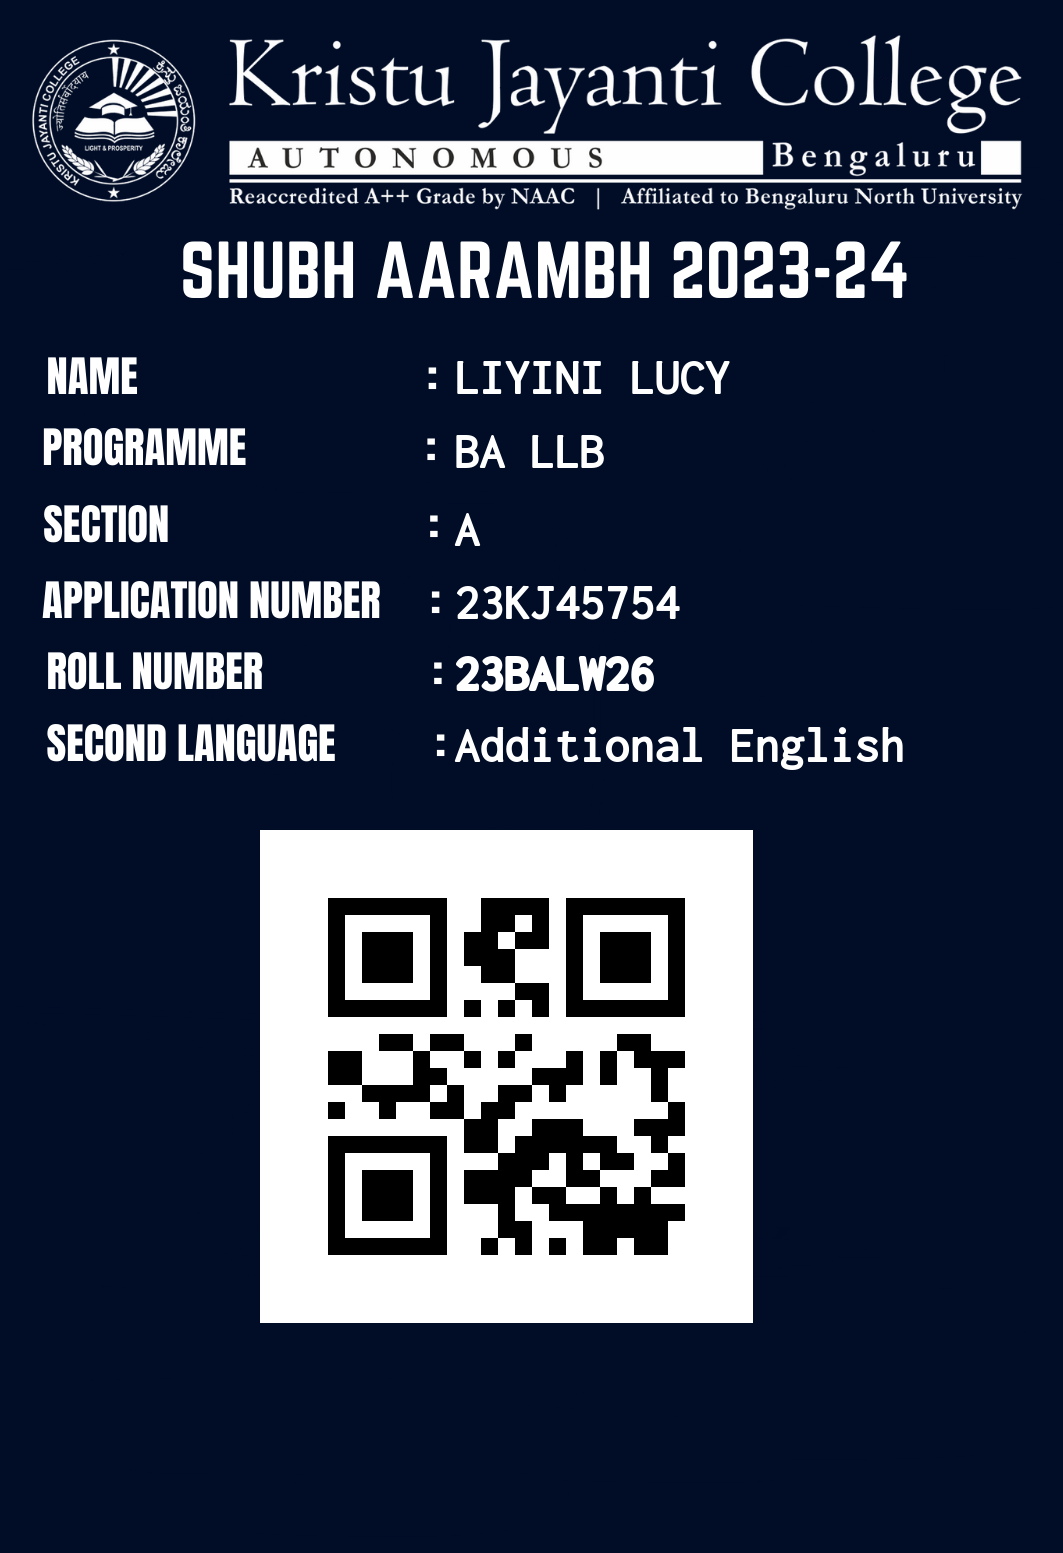 Kristu Jayanti College
AUTONOMOUS Bengaluru
Reaccredited A++ Grade by NAAC | Affiliated to Bengaluru North University
KRISTU JAYANTI COLLEGE
LIGHT & PROSPERITY
SHUBH AARAMBH 2023-24
NAME : LIYINI LUCY
PROGRAMME : BA LLB
SECTION : A
APPLICATION NUMBER : 23KJ45754
ROLL NUMBER : 23BALW26
SECOND LANGUAGE : Additional English